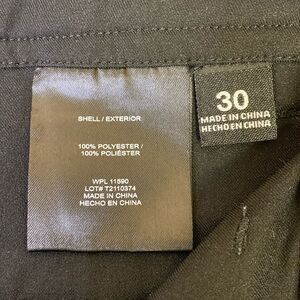 SHELL / EXTERIOR
100% POLYESTER /
100% POLIÉSTER
WPL 11590
LOT# T2110374
MADE IN CHINA
HECHO EN CHINA
30
MADE IN CHINA
HECHO EN CHINA